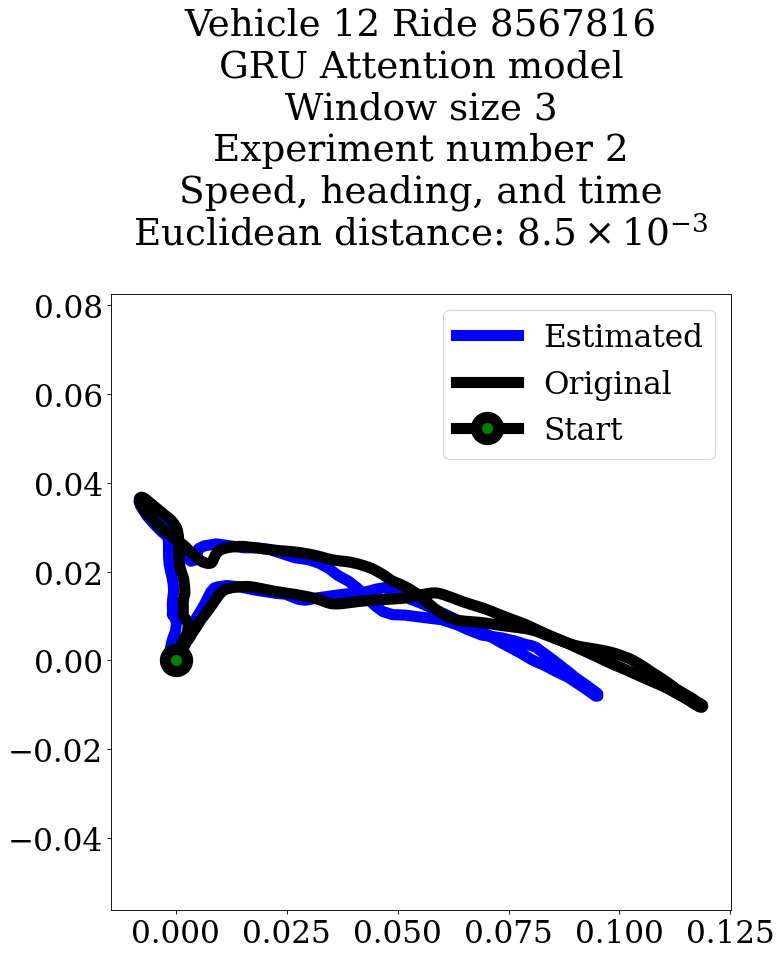 Vehicle 12 Ride 8567816
GRU Attention model
Window size 3
Experiment number 2
Speed, heading, and time
Euclidean distance: 8.5 × 10⁻³
Estimated
Original
Start
0.08
0.06
0.04
0.02
0.00
−0.02
−0.04
0.000 0.025 0.050 0.075 0.100 0.125